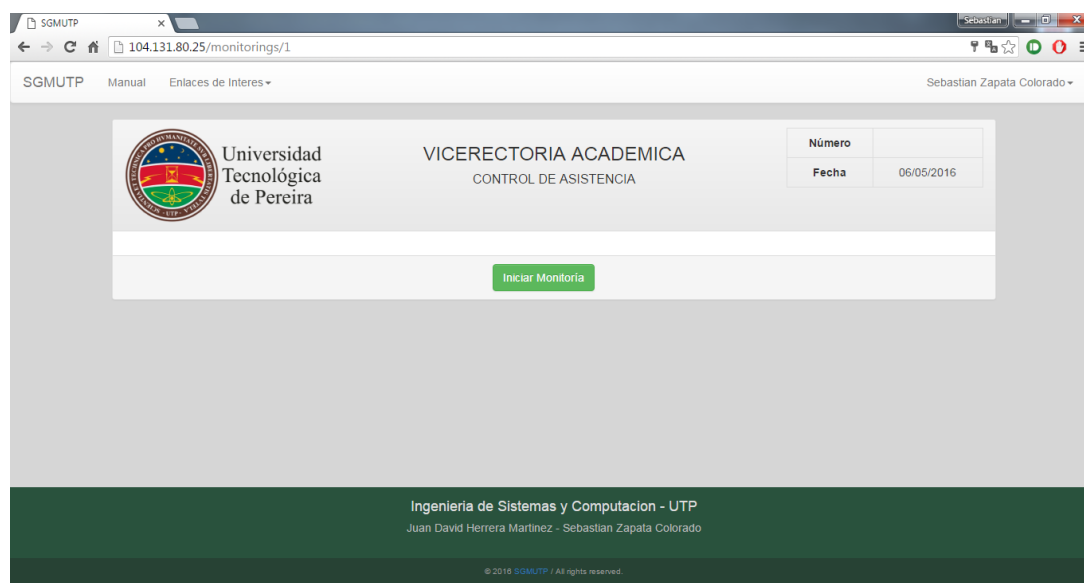 SGMUTP
Sebastian
104.131.80.25/monitorings/1
SGMUTP Manual Enlaces de Interes Sebastian Zapata Colorado
Universidad
Tecnológica
de Pereira
VICERECTORIA ACADEMICA
CONTROL DE ASISTENCIA
Número
Fecha 06/05/2016
Iniciar Monitoría
Ingenieria de Sistemas y Computacion - UTP
Juan David Herrera Martinez - Sebastian Zapata Colorado
© 2016 SGMUTP / All rights reserved.